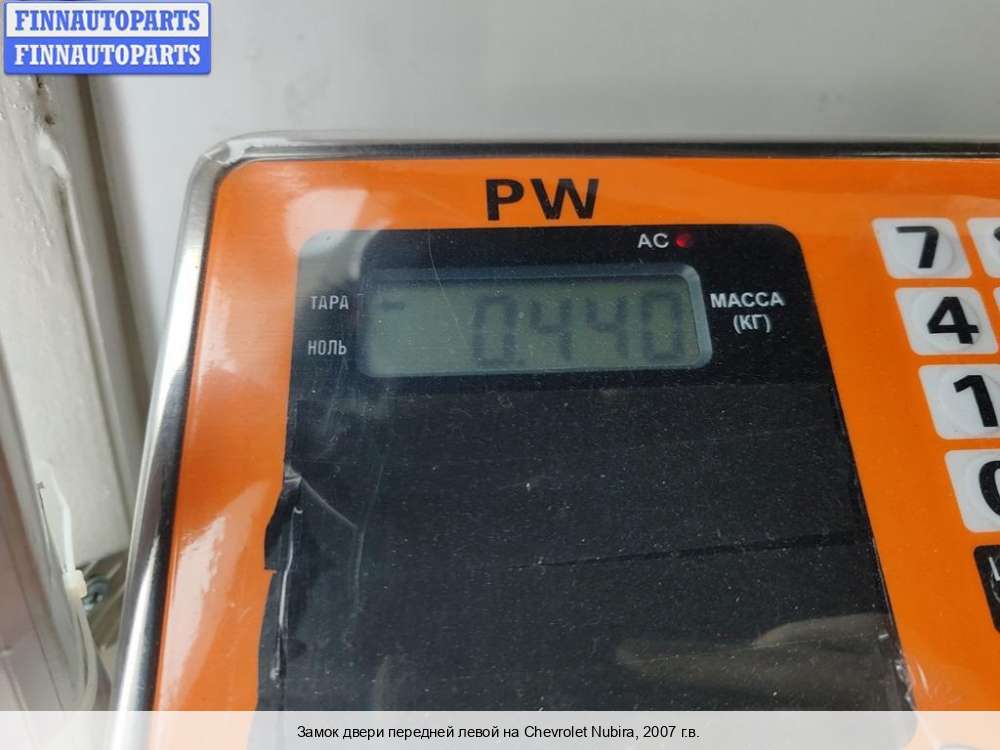 FINNAUTOPARTS
FINNAUTOPARTS
PW
AC
7
ТАРА
- 0.440
МАССА
(КГ)
4
НОЛЬ
1
0
Замок двери передней левой на Chevrolet Nubira, 2007 г.в.